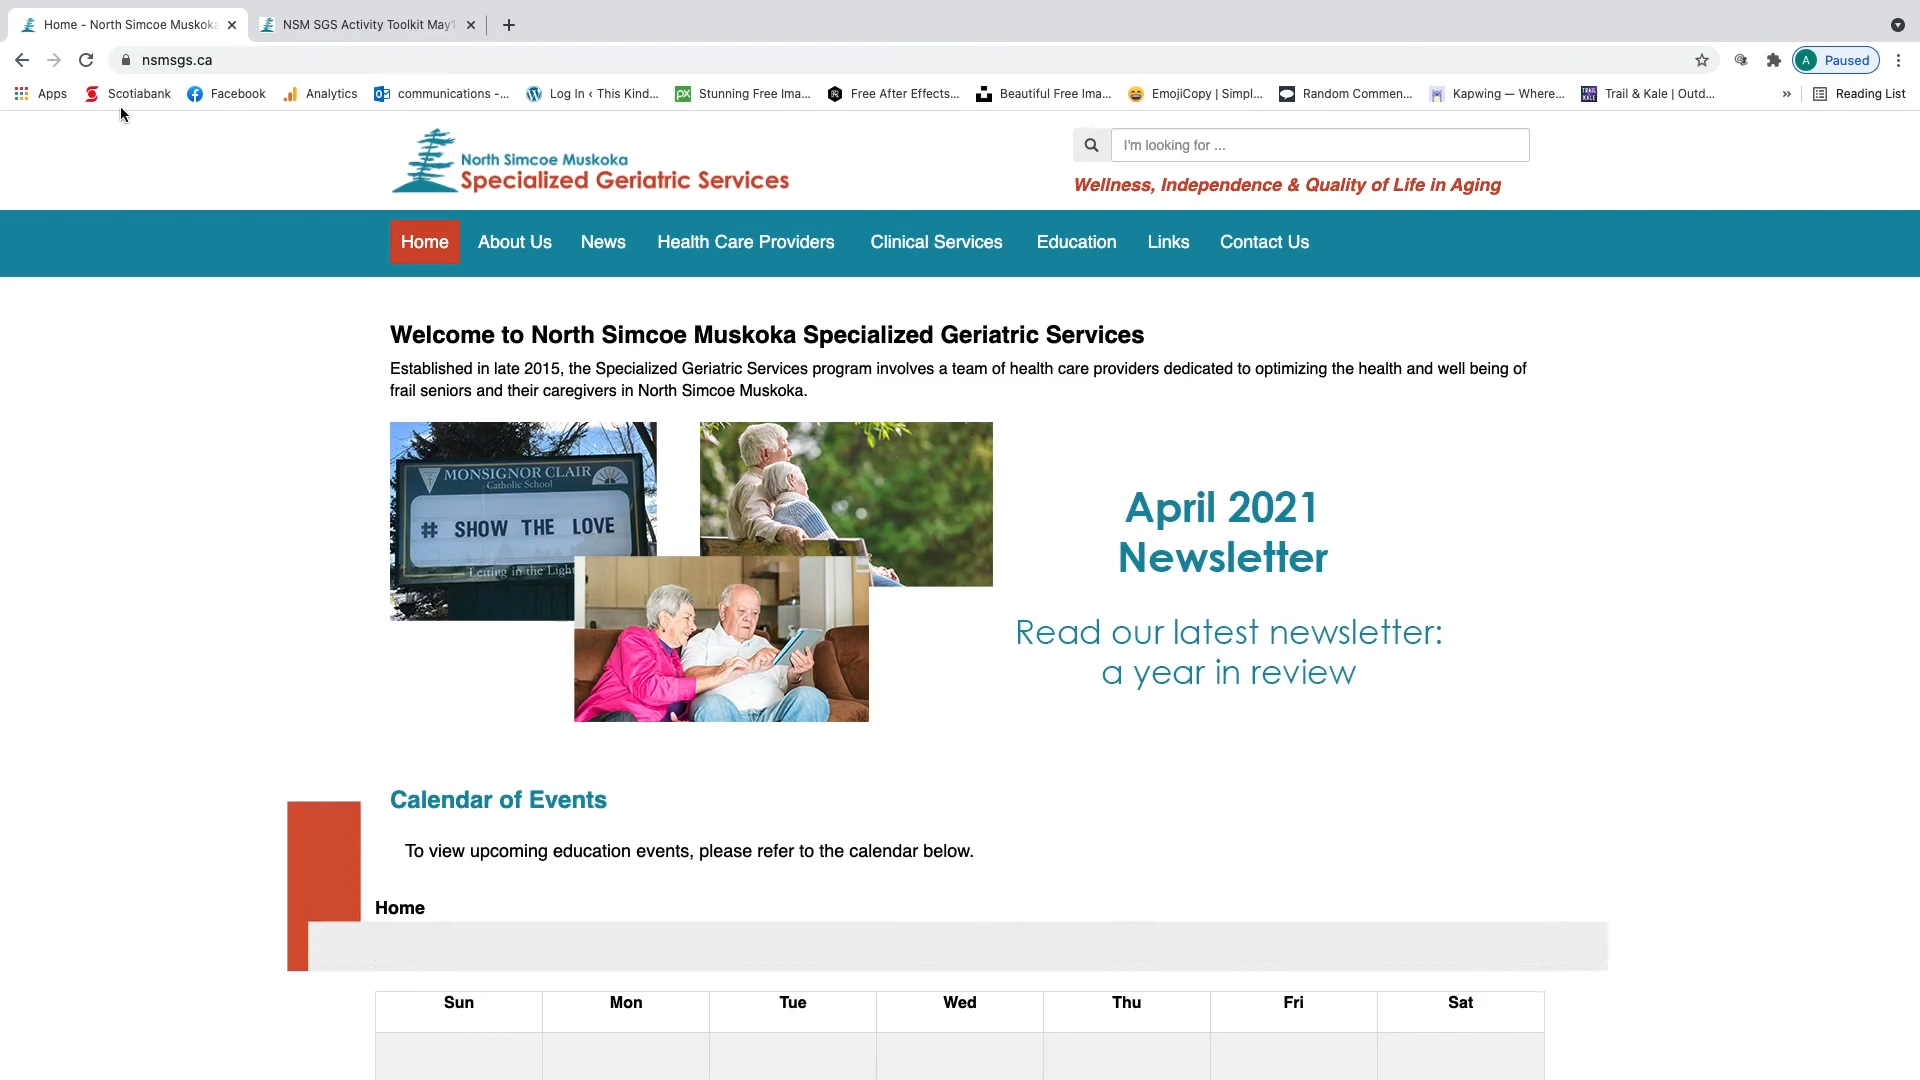 Home - North Simcoe Muskoka
NSM SGS Activity Toolkit May1
nsmsgs.ca
A Paused
Apps
Scotiabank
Facebook
Analytics
communications -...
Log In ‹ This Kind...
Stunning Free Ima...
Free After Effects...
Beautiful Free Ima...
EmojiCopy | Simpl...
Random Commen...
Kapwing — Where...
Trail & Kale | Outd...
»
Reading List
North Simcoe Muskoka
Specialized Geriatric Services
I'm looking for ...
Wellness, Independence & Quality of Life in Aging
Home
About Us
News
Health Care Providers
Clinical Services
Education
Links
Contact Us
Welcome to North Simcoe Muskoka Specialized Geriatric Services
Established in late 2015, the Specialized Geriatric Services program involves a team of health care providers dedicated to optimizing the health and well being of
frail seniors and their caregivers in North Simcoe Muskoka.
MONSIGNOR CLAIR
Catholic School
# SHOW THE LOVE
Letting in the Light
April 2021
Newsletter
Read our latest newsletter:
a year in review
Calendar of Events
To view upcoming education events, please refer to the calendar below.
Home
Sun Mon Tue Wed Thu Fri Sat